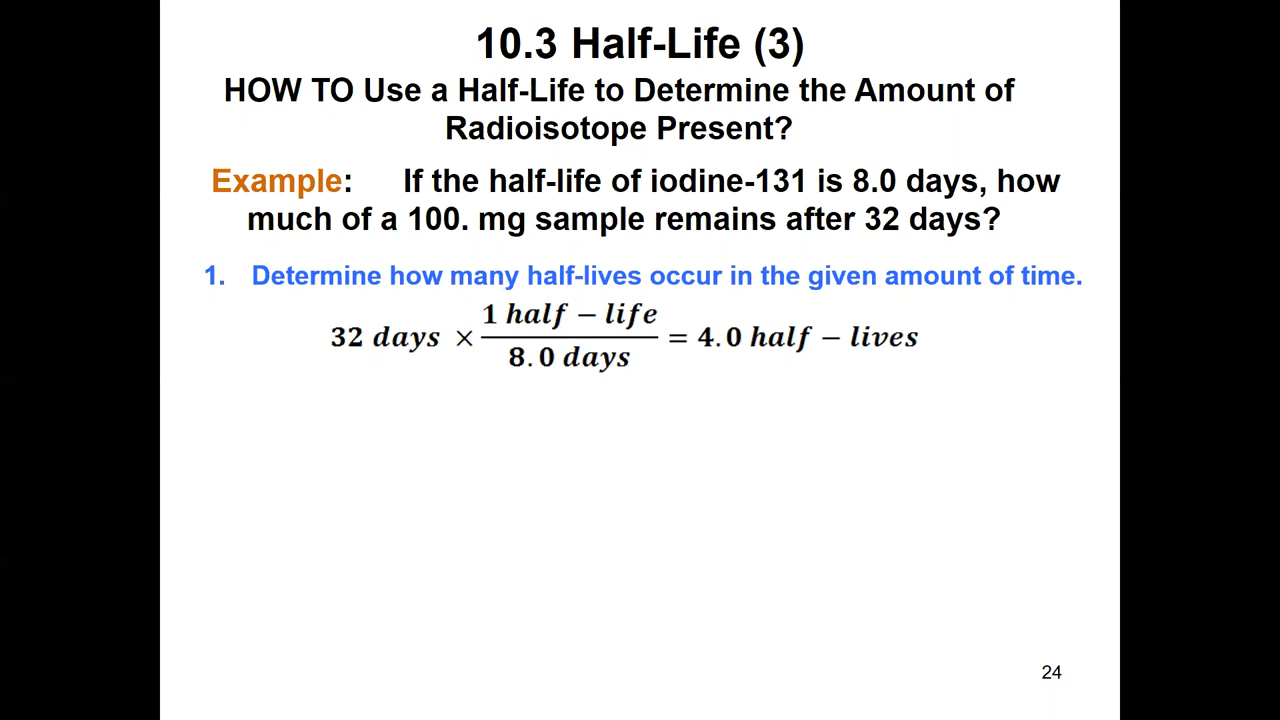 10.3 Half-Life (3)
HOW TO Use a Half-Life to Determine the Amount of
Radioisotope Present?
Example: If the half-life of iodine-131 is 8.0 days, how
much of a 100. mg sample remains after 32 days?
1. Determine how many half-lives occur in the given amount of time.
32 days × (1 half − life / 8.0 days) = 4.0 half − lives
24